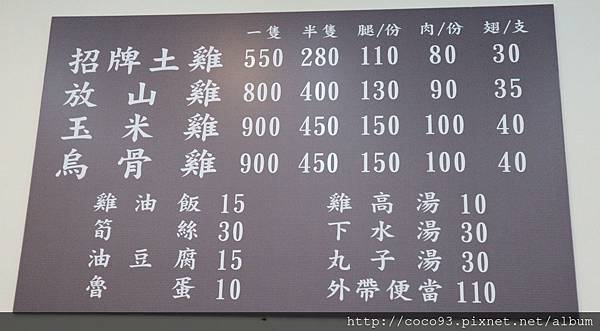 一隻 半隻 腿/份 肉/份 翅/支
招牌土雞 550 280 110 80 30
放山雞 800 400 130 90 35
玉米雞 900 450 150 100 40
烏骨雞 900 450 150 100 40
雞油飯 15 雞高湯 10
筍絲 30 下水湯 30
油豆腐 15 丸子湯 30
魯蛋 10 外帶便當 110
http://coco93.pixnet.net/album